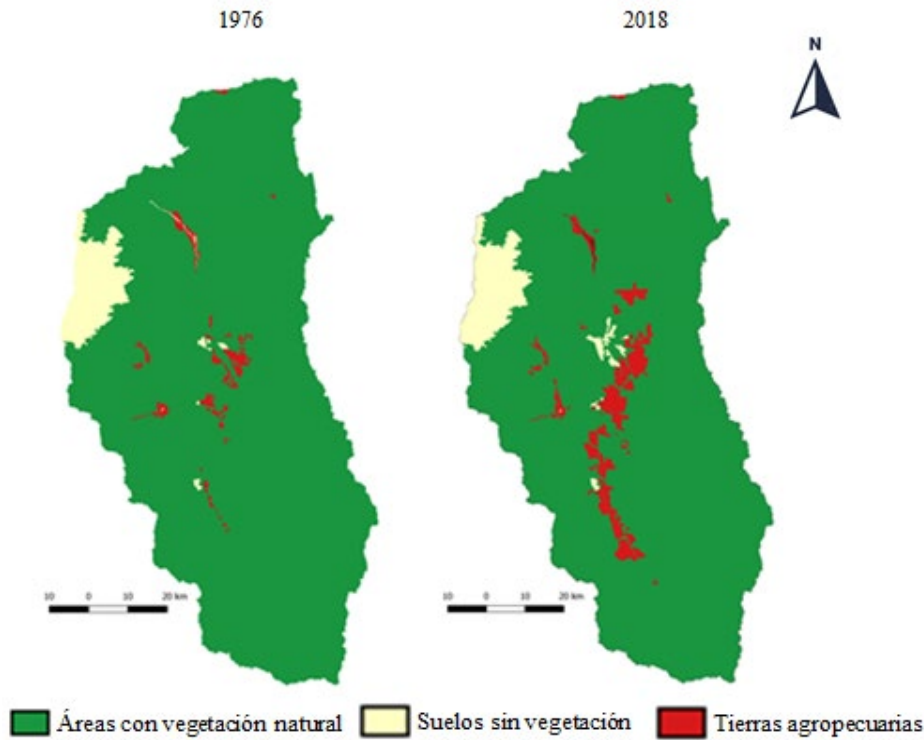 1976
2018
N
10 0 10 20 km
10 0 10 20 km
Áreas con vegetación natural
Suelos sin vegetación
Tierras agropecuarias